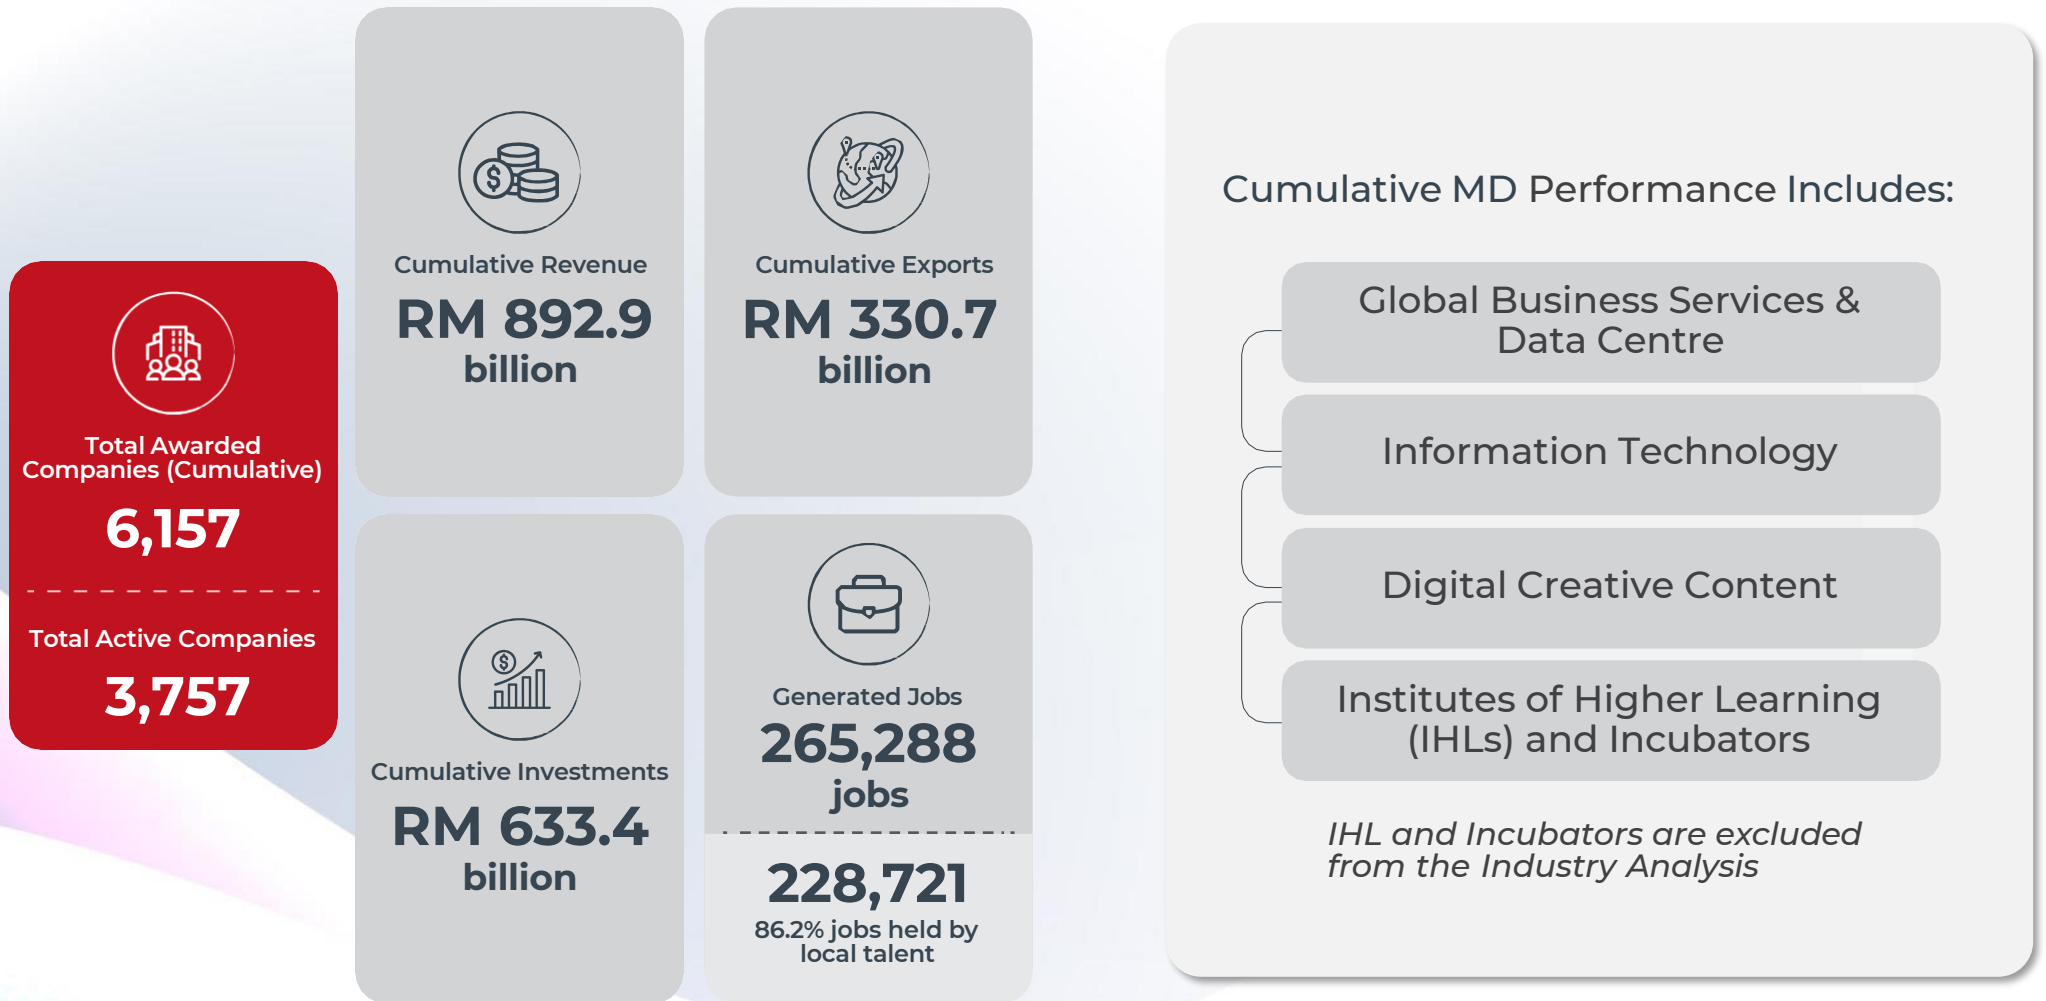 Total Awarded
Companies (Cumulative)
6,157
Total Active Companies
3,757
Cumulative Revenue
RM 892.9
billion
Cumulative Exports
RM 330.7
billion
Cumulative Investments
RM 633.4
billion
Generated Jobs
265,288
jobs
228,721
86.2% jobs held by
local talent
Cumulative MD Performance Includes:
Global Business Services &
Data Centre
Information Technology
Digital Creative Content
Institutes of Higher Learning
(IHLs) and Incubators
IHL and Incubators are excluded
from the Industry Analysis